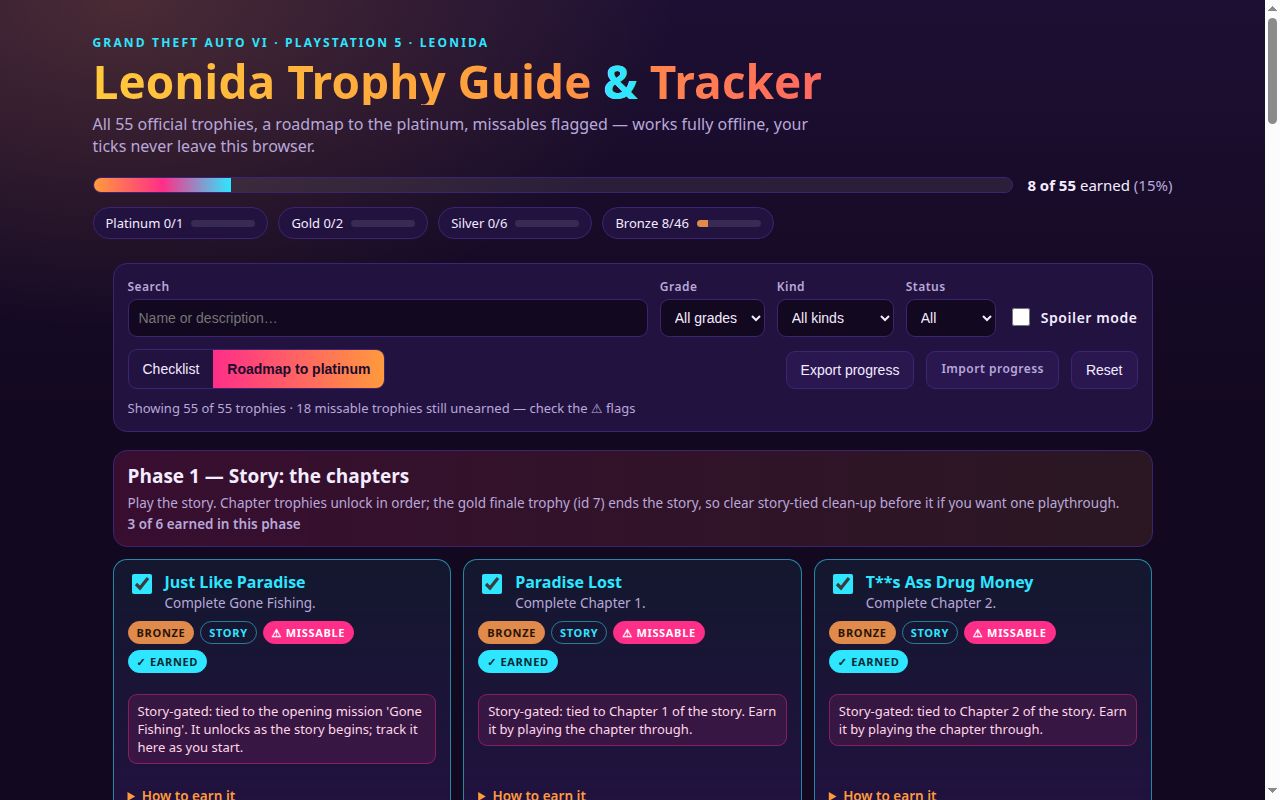 GRAND THEFT AUTO VI · PLAYSTATION 5 · LEONIDA
Leonida Trophy Guide & Tracker
All 55 official trophies, a roadmap to the platinum, missables flagged — works fully offline, your
ticks never leave this browser.
8 of 55 earned (15%)
Platinum 0/1
Gold 0/2
Silver 0/6
Bronze 8/46
Search
Grade
Kind
Status
Name or description…
All grades
All kinds
All
Spoiler mode
Checklist
Roadmap to platinum
Export progress
Import progress
Reset
Showing 55 of 55 trophies · 18 missable trophies still unearned — check the ⚠ flags
Phase 1 — Story: the chapters
Play the story. Chapter trophies unlock in order; the gold finale trophy (id 7) ends the story, so clear story-tied clean-up before it if you want one playthrough.
3 of 6 earned in this phase
Just Like Paradise
Complete Gone Fishing.
BRONZE
STORY
⚠ MISSABLE
✓ EARNED
Story-gated: tied to the opening mission 'Gone
Fishing'. It unlocks as the story begins; track it
here as you start.
▶ How to earn it
Paradise Lost
Complete Chapter 1.
BRONZE
STORY
⚠ MISSABLE
✓ EARNED
Story-gated: tied to Chapter 1 of the story. Earn
it by playing the chapter through.
▶ How to earn it
T**s Ass Drug Money
Complete Chapter 2.
BRONZE
STORY
⚠ MISSABLE
✓ EARNED
Story-gated: tied to Chapter 2 of the story. Earn
it by playing the chapter through.
▶ How to earn it